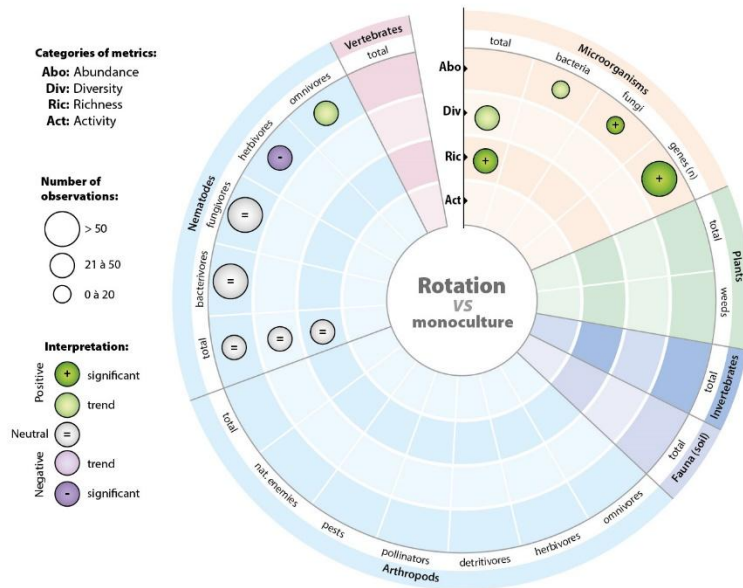 Categories of metrics:
Abo: Abundance
Div: Diversity
Ric: Richness
Act: Activity
Number of
observations:
> 50
21 à 50
0 à 20
Interpretation:
Positive
+ significant
trend
Neutral
=
Negative
trend
- significant
Rotation
VS
monoculture
Abo
Div
Ric
Act
Microorganisms
total
bacteria
fungi
genes (n)
+
+
+
Plants
total
weeds
Invertebrates
total
Fauna (soil)
total
Arthropods
omnivores
herbivores
detritivores
pollinators
pests
nat. enemies
total
Nematodes
total
bacterivores
fungivores
herbivores
omnivores
=
=
=
=
=
-
Vertebrates
total